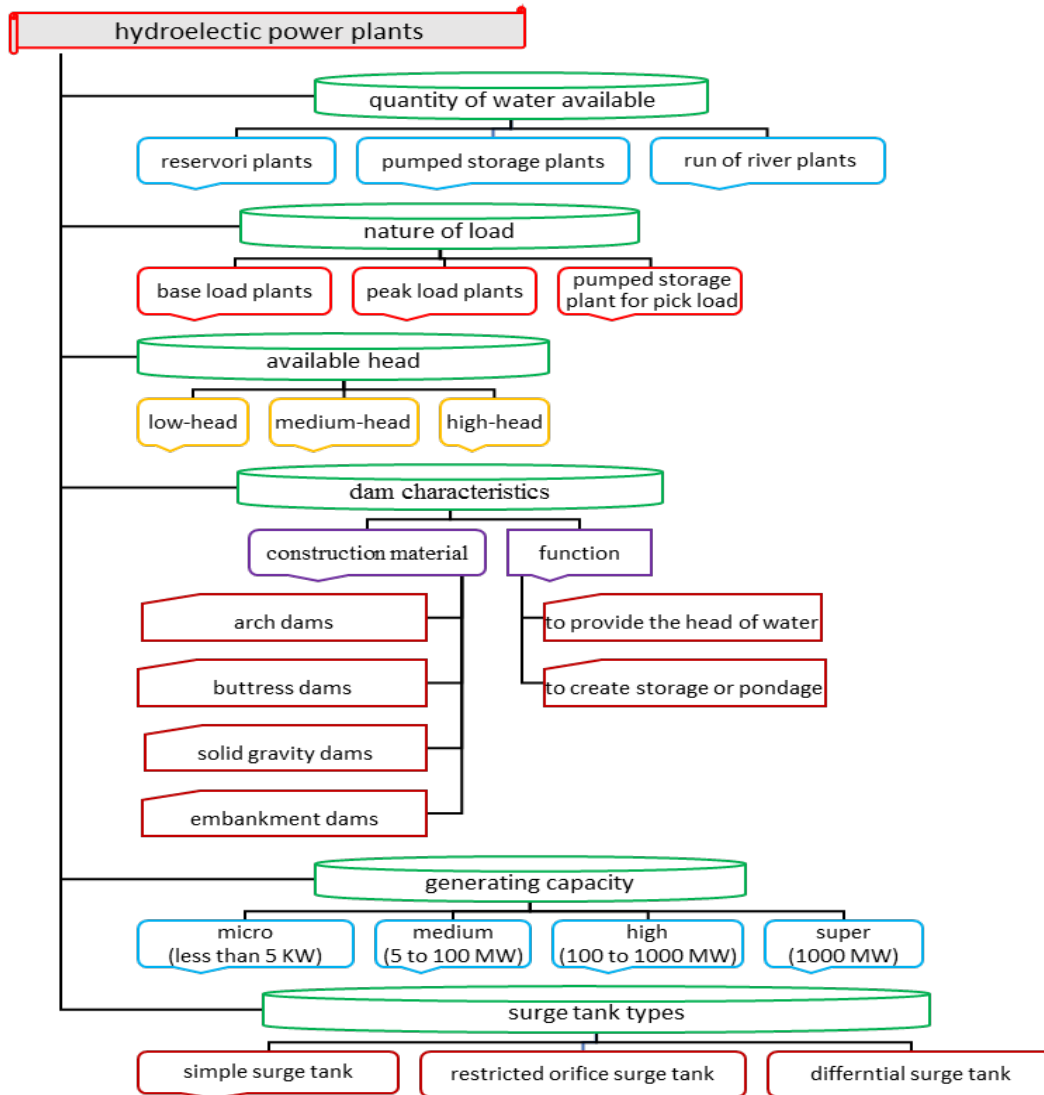 hydroelectic power plants
quantity of water available
reservori plants
pumped storage plants
run of river plants
nature of load
base load plants
peak load plants
pumped storage
plant for pick load
available head
low-head
medium-head
high-head
dam characteristics
construction material
function
arch dams
to provide the head of water
buttress dams
to create storage or pondage
solid gravity dams
embankment dams
generating capacity
micro
(less than 5 KW)
medium
(5 to 100 MW)
high
(100 to 1000 MW)
super
(1000 MW)
surge tank types
simple surge tank
restricted orifice surge tank
differntial surge tank